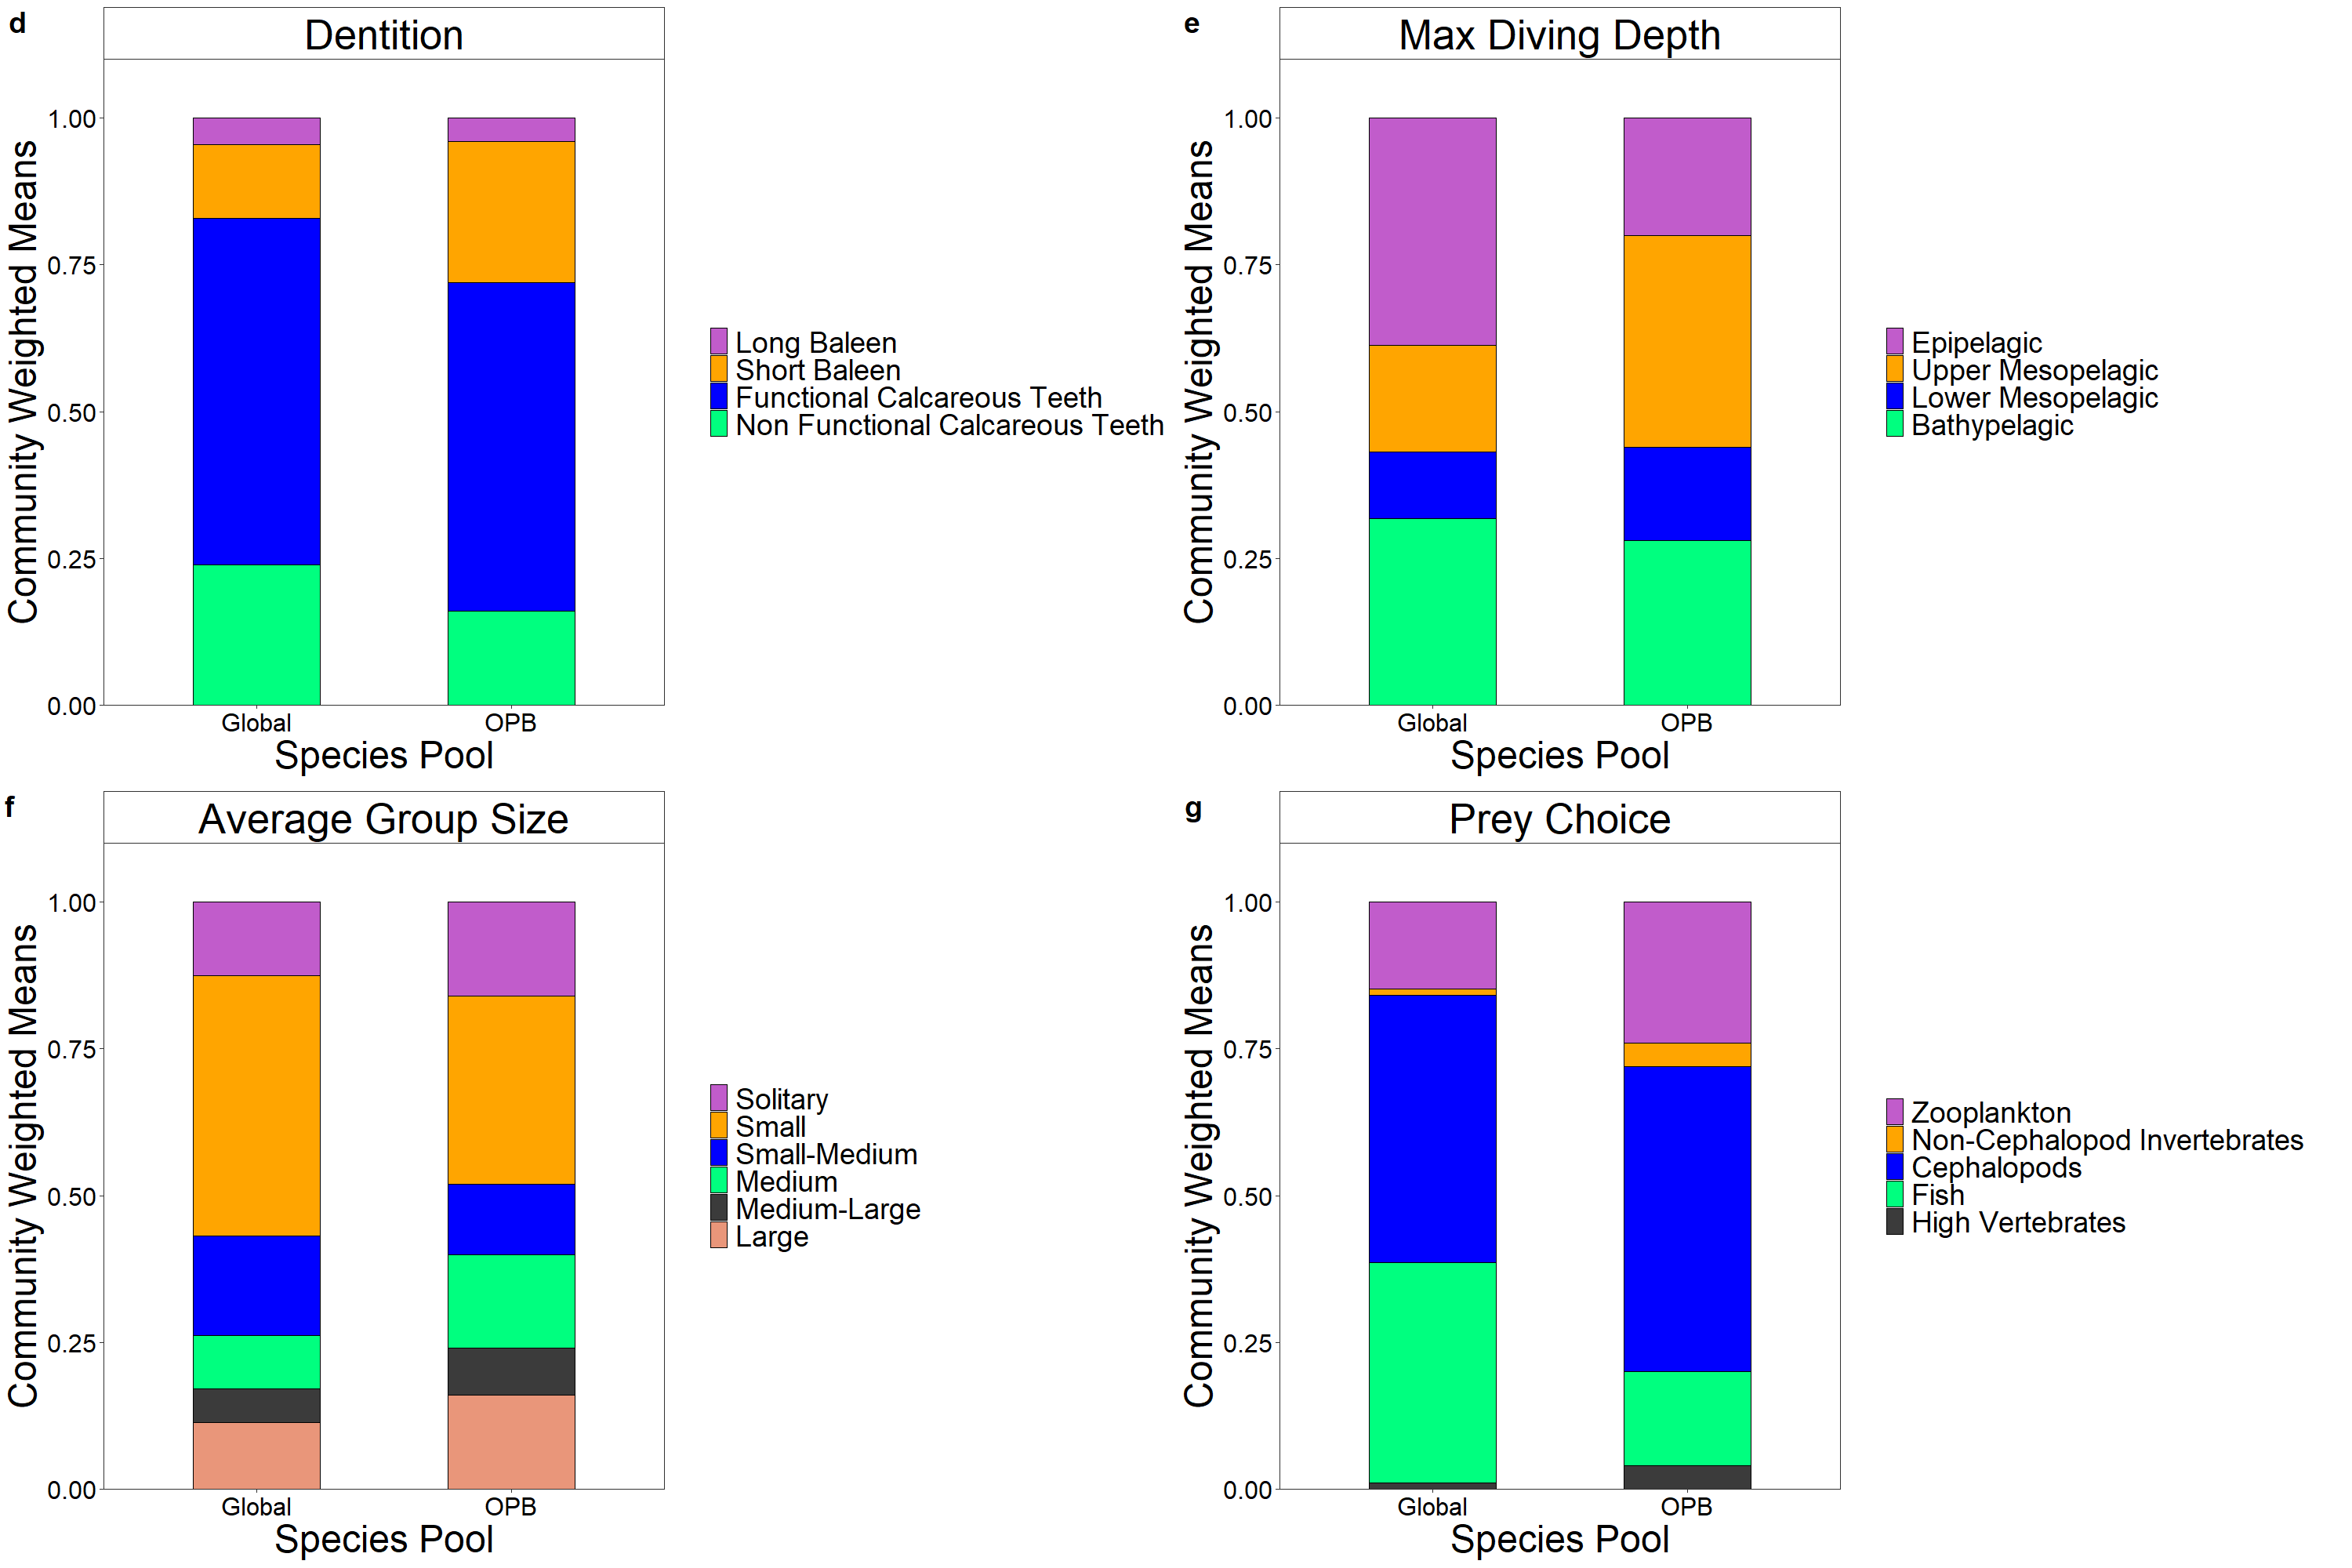 d
Dentition
Community Weighted Means
1.00
0.75
0.50
0.25
0.00
Global
OPB
Species Pool
Long Baleen
Short Baleen
Functional Calcareous Teeth
Non Functional Calcareous Teeth
e
Max Diving Depth
Community Weighted Means
1.00
0.75
0.50
0.25
0.00
Global
OPB
Species Pool
Epipelagic
Upper Mesopelagic
Lower Mesopelagic
Bathypelagic
f
Average Group Size
Community Weighted Means
1.00
0.75
0.50
0.25
0.00
Global
OPB
Species Pool
Solitary
Small
Small-Medium
Medium
Medium-Large
Large
g
Prey Choice
Community Weighted Means
1.00
0.75
0.50
0.25
0.00
Global
OPB
Species Pool
Zooplankton
Non-Cephalopod Invertebrates
Cephalopods
Fish
High Vertebrates